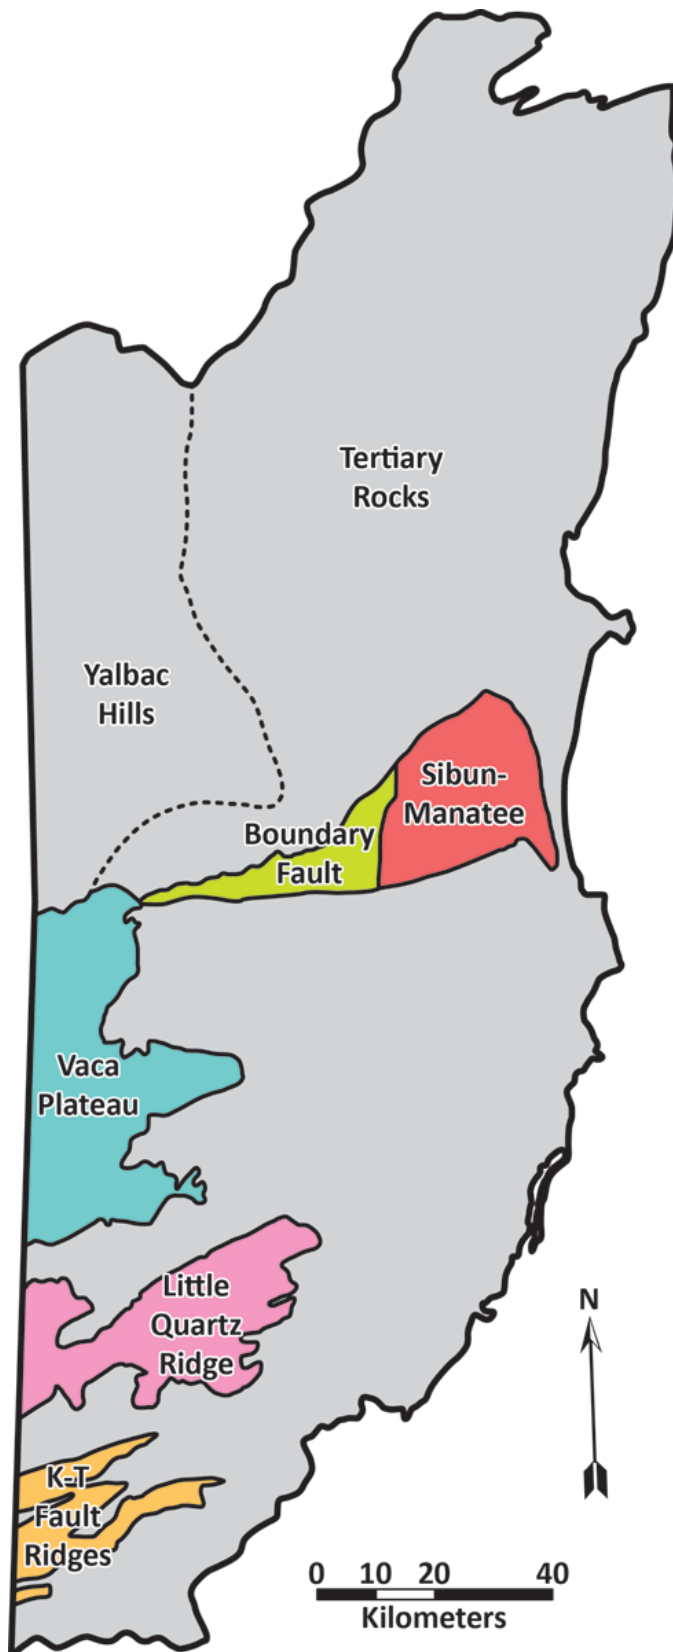 Tertiary
Rocks
Yalbac
Hills
Sibun-
Manatee
Boundary
Fault
Vaca
Plateau
Little
Quartz
Ridge
N
K-T
Fault
Ridges
0 10 20 40
Kilometers